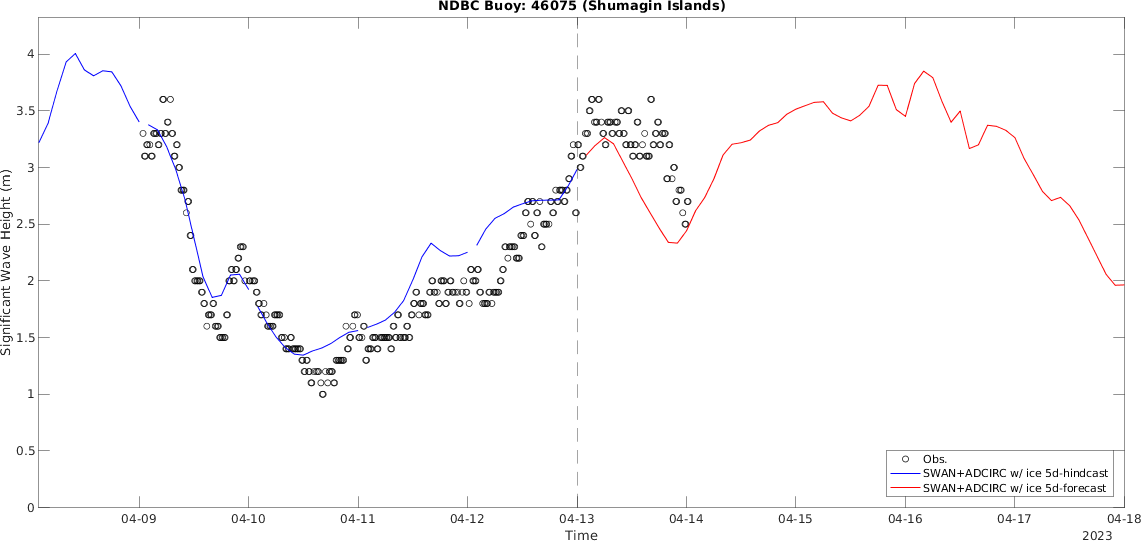 NDBC Buoy: 46075 (Shumagin Islands)
Significant Wave Height (m)
4
3.5
3
2.5
2
1.5
1
0.5
0
Obs.
SWAN+ADCIRC w/ ice 5d-hindcast
SWAN+ADCIRC w/ ice 5d-forecast
04-09 04-10 04-11 04-12 04-13 04-14 04-15 04-16 04-17 04-18
Time
2023